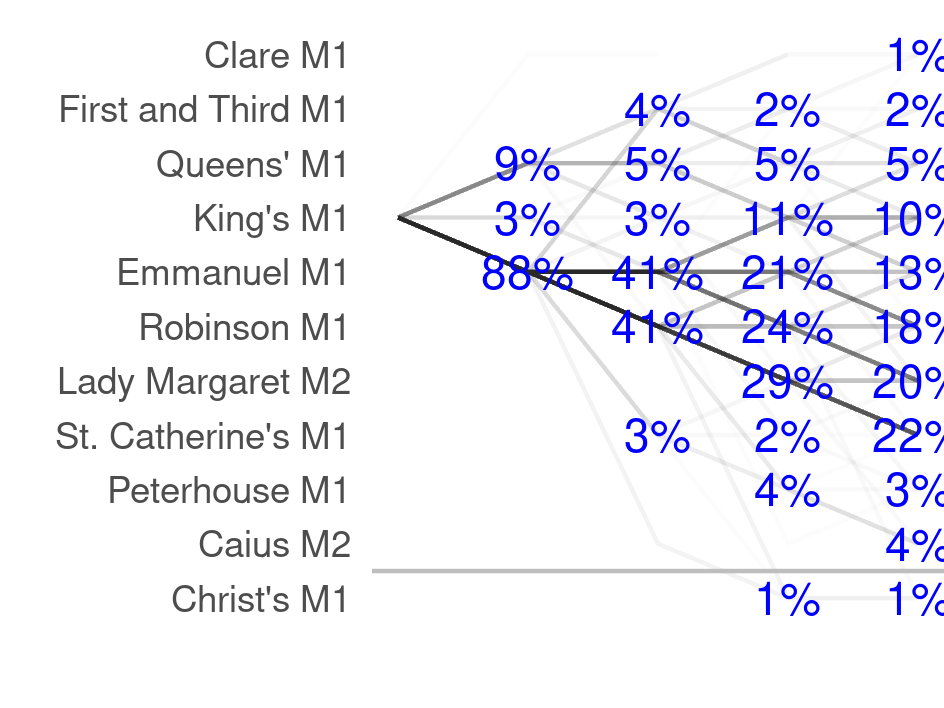 Clare M1 1%
First and Third M1 4% 2% 2%
Queens' M1 9% 5% 5% 5%
King's M1 3% 3% 11% 10%
Emmanuel M1 88% 41% 21% 13%
Robinson M1 41% 24% 18%
Lady Margaret M2 29% 20%
St. Catherine's M1 3% 2% 22%
Peterhouse M1 4% 3%
Caius M2 4%
Christ's M1 1% 1%